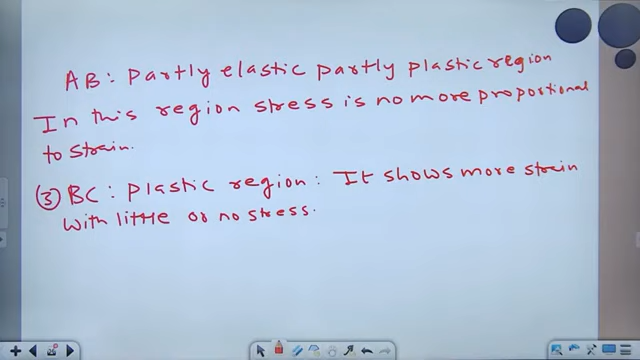 AB: Partly elastic partly plastic region
In this region stress is no more proportional
to strain.
③ BC: plastic region: It shows more strain
with little or no stress.